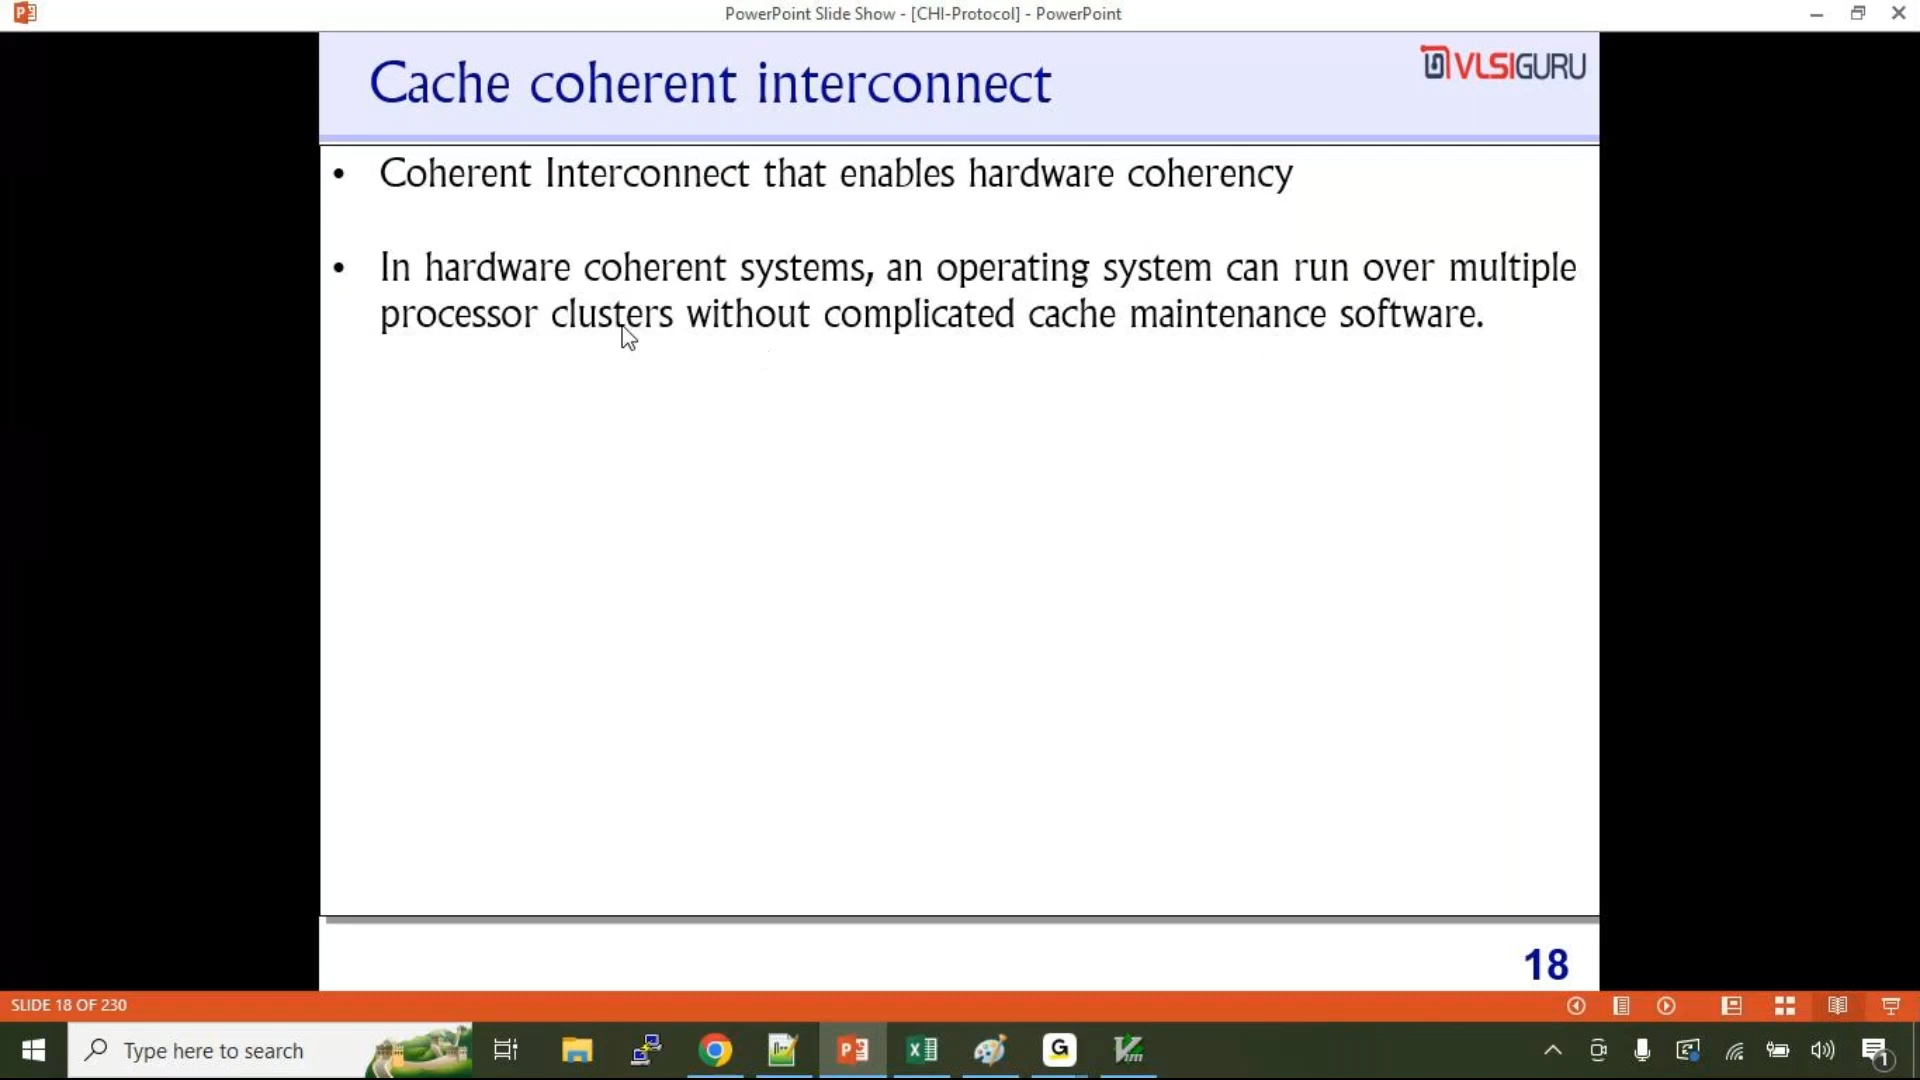 PowerPoint Slide Show - [CHI-Protocol] - PowerPoint
Cache coherent interconnect
VLSIGURU
• Coherent Interconnect that enables hardware coherency
• In hardware coherent systems, an operating system can run over multiple
processor clusters without complicated cache maintenance software.
18
SLIDE 18 OF 230
Type here to search